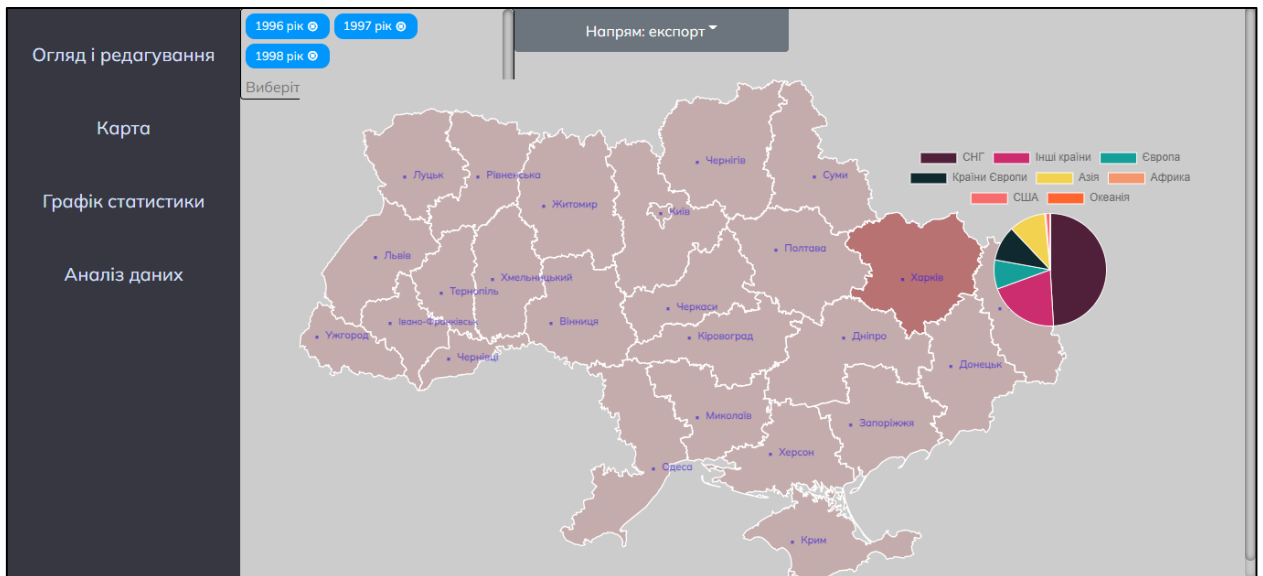 Огляд і редагування
Карта
Графік статистики
Аналіз даних
1996 рік
1997 рік
1998 рік
Виберіт
Напрям: експорт
СНГ Інші країни Європа
Країни Європи Азія Африка
США Океанія
Луцьк
Рівненська
Житомир
Київ
Чернігів
Суми
Львів
Тернопіль
Хмельницький
Полтава
Харків
Ужгород
Івано-Франківськ
Чернівці
Вінниця
Черкаси
Кіровоград
Дніпро
Донецьк
Миколаїв
Запоріжжя
Херсон
Одеса
Крим